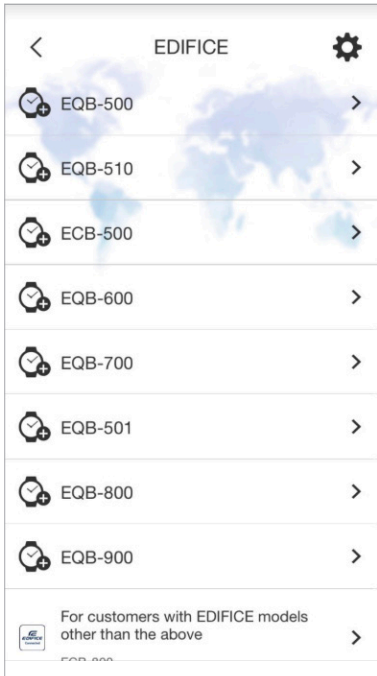 EDIFICE
EQB-500
EQB-510
ECB-500
EQB-600
EQB-700
EQB-501
EQB-800
EQB-900
For customers with EDIFICE models
other than the above
EDIFICE